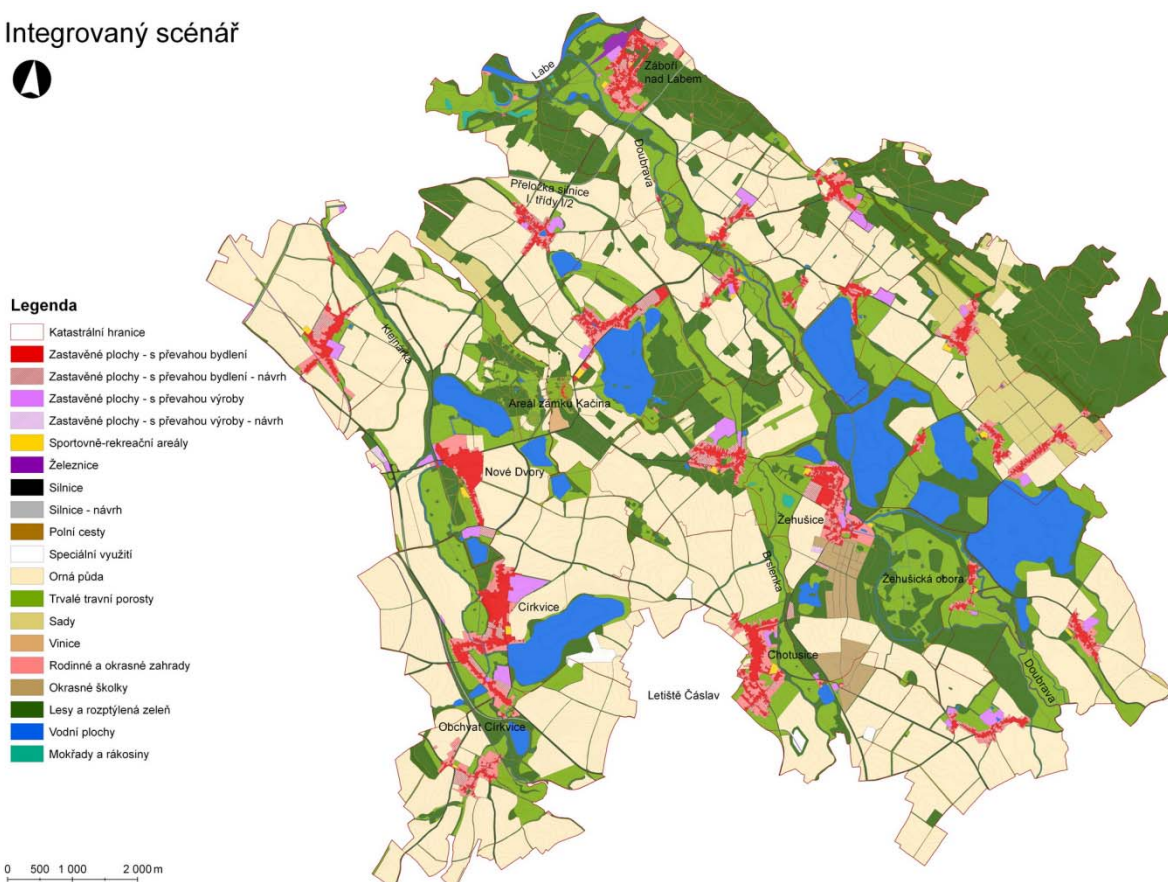 Integrovaný scénář
Labe
Záboří
nad Labem
Doubrava
Přeložka silnice
I. třídy I/2
Klejnárka
Areál zámku Kačina
Nové Dvory
Žehušice
Brslenka
Žehušická obora
Církvice
Chotusice
Doubrava
Letiště Čáslav
Obchvat Církvice
Legenda
Katastrální hranice
Zastavěné plochy - s převahou bydlení
Zastavěné plochy - s převahou bydlení - návrh
Zastavěné plochy - s převahou výroby
Zastavěné plochy - s převahou výroby - návrh
Sportovně-rekreační areály
Železnice
Silnice
Silnice - návrh
Polní cesty
Speciální využití
Orná půda
Trvalé travní porosty
Sady
Vinice
Rodinné a okrasné zahrady
Okrasné školky
Lesy a rozptýlená zeleň
Vodní plochy
Mokřady a rákosiny
0 500 1 000 2 000 m